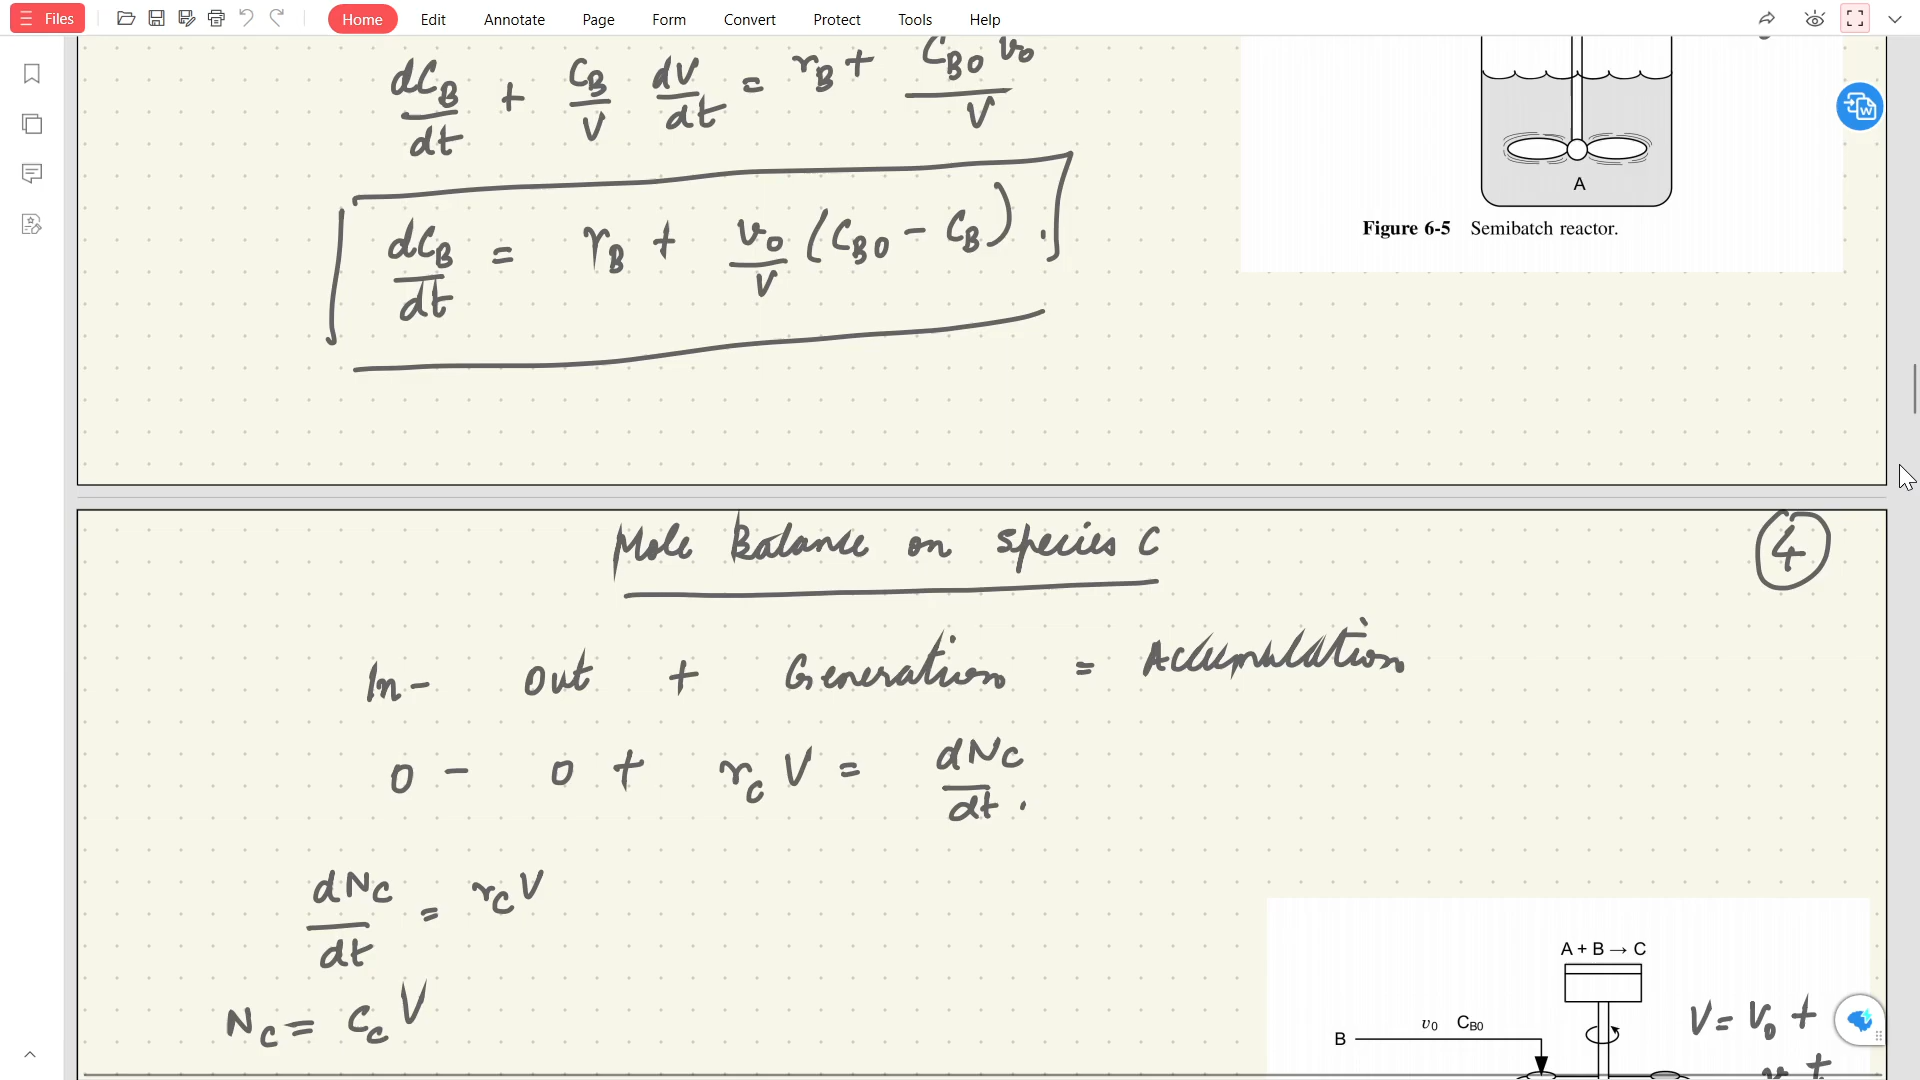 Files Home Edit Annotate Page Form Convert Protect Tools Help
dC_B/dt + C_B/V dV/dt = r_B + C_B0 v_0/V
dC_B/dt = r_B + v_0/V (C_B0 - C_B).
A
Figure 6-5 Semibatch reactor.
Mole Balance on species C
4
In - Out + Generation = Accumulation
0 - 0 + r_C V = dN_C/dt.
dN_C/dt = r_C V
N_C = C_C V
A + B → C
B
v_0 C_B0
V = V_0 +